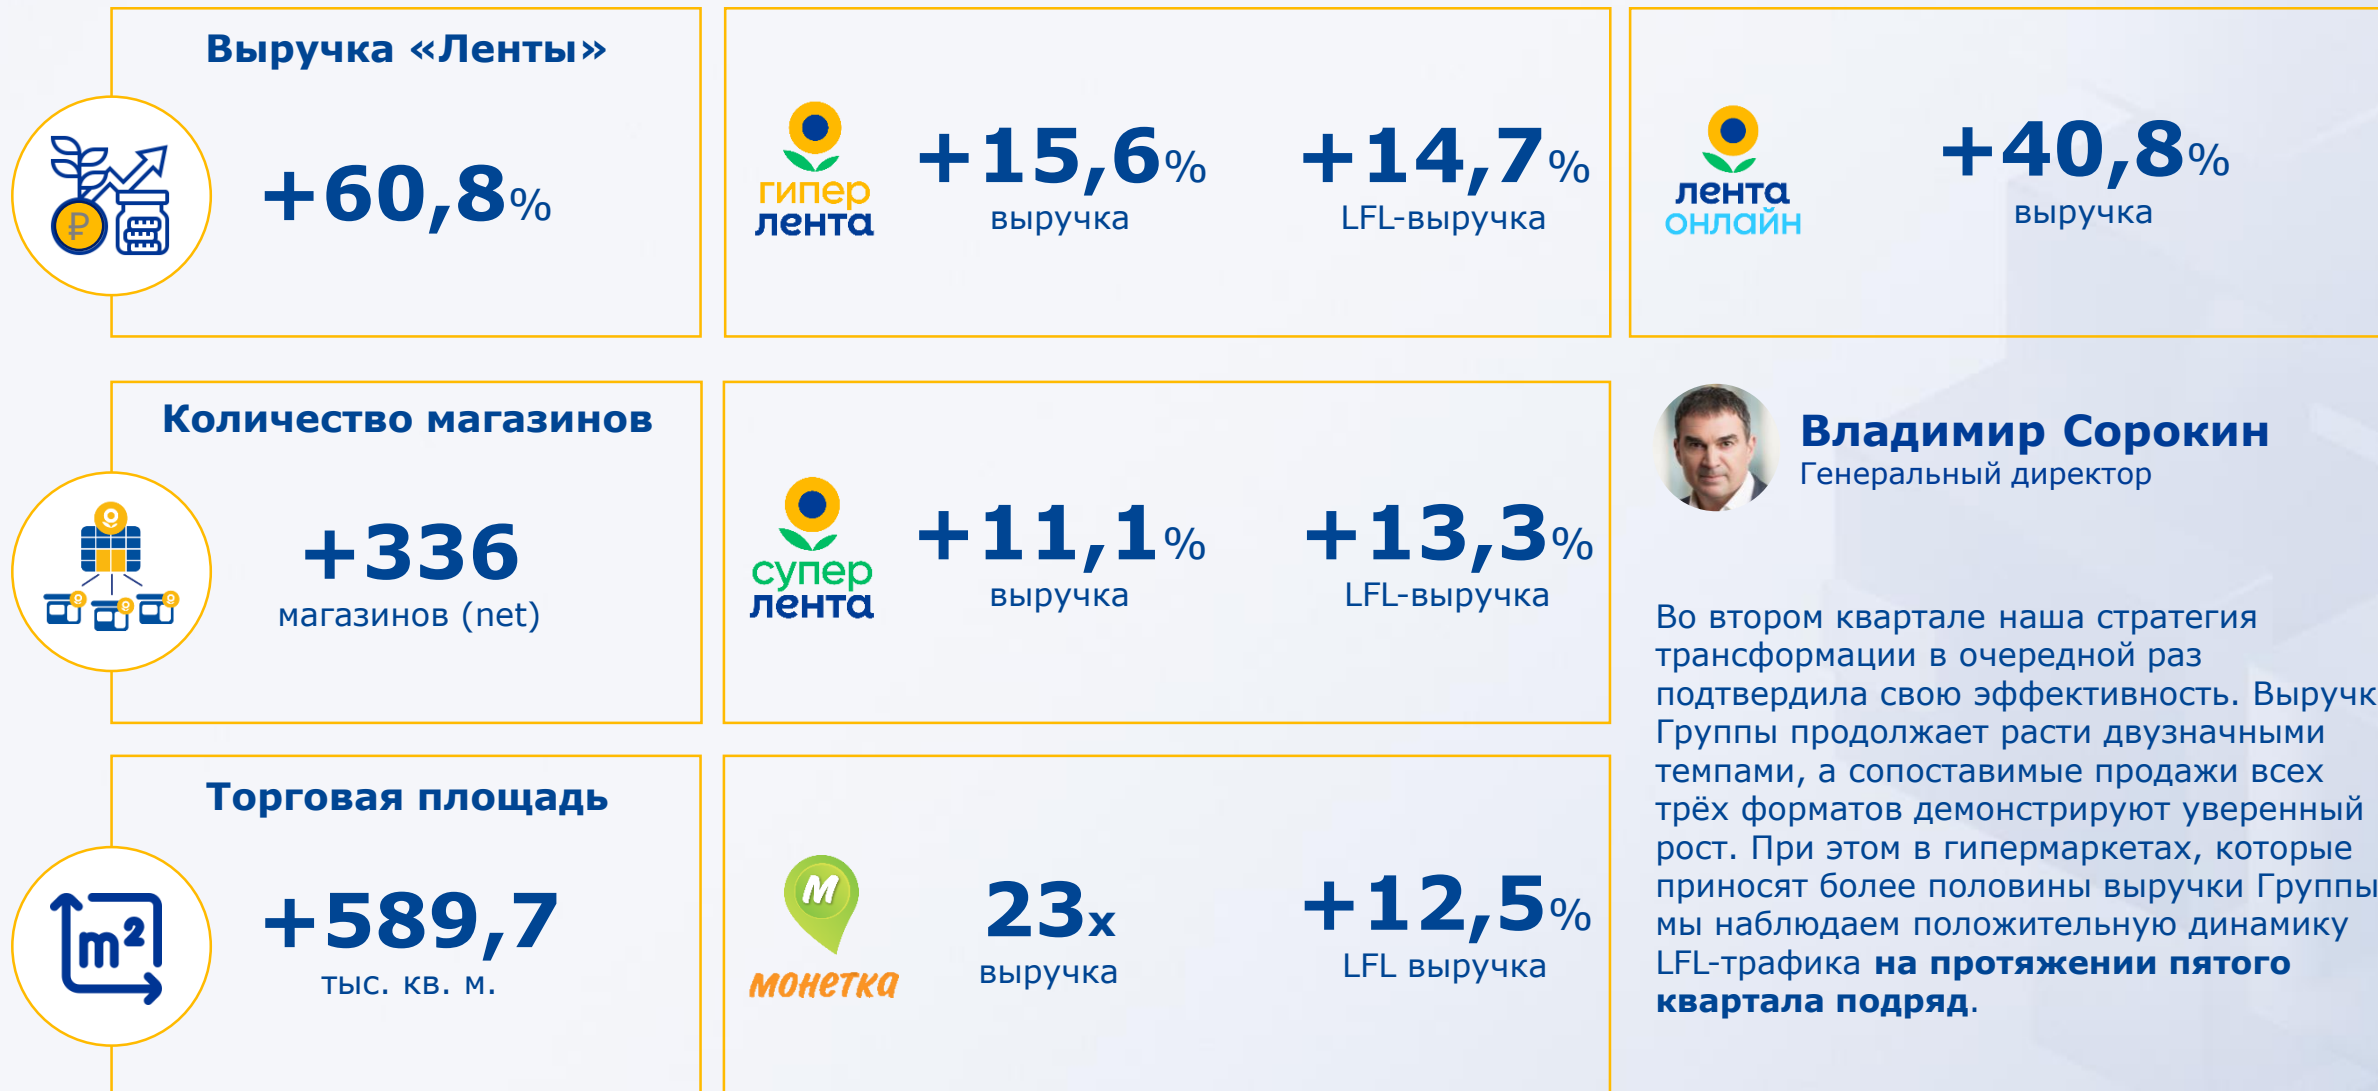 Выручка «Ленты»
+60,8%
₽
гипер
лента
+15,6%
выручка
+14,7%
LFL-выручка
лента
онлайн
+40,8%
выручка
Количество магазинов
+336
магазинов (net)
супер
лента
+11,1%
выручка
+13,3%
LFL-выручка
Владимир Сорокин
Генеральный директор
Во втором квартале наша стратегия
трансформации в очередной раз
подтвердила свою эффективность. Выручк
Группы продолжает расти двузначными
темпами, а сопоставимые продажи всех
трёх форматов демонстрируют уверенный
рост. При этом в гипермаркетах, которые
приносят более половины выручки Группы
мы наблюдаем положительную динамику
LFL-трафика на протяжении пятого
квартала подряд.
Торговая площадь
m²
+589,7
тыс. кв. м.
М
монетка
23x
выручка
+12,5%
LFL выручка